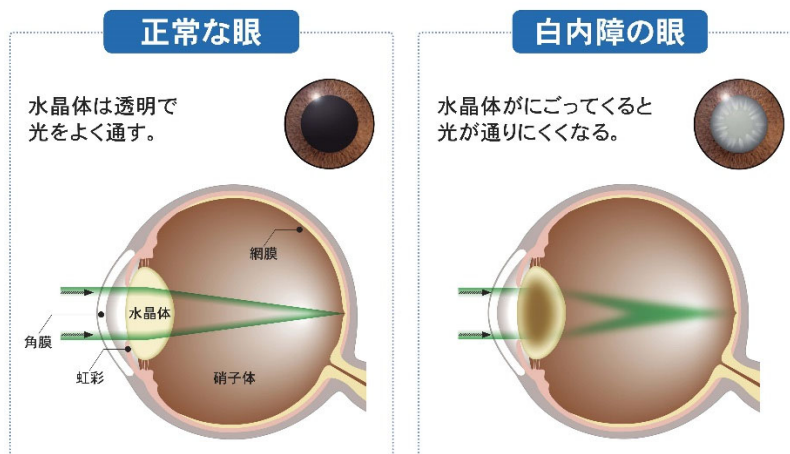 正常な眼
水晶体は透明で
光をよく通す。
網膜
水晶体
角膜
虹彩
硝子体
白内障の眼
水晶体がにごってくると
光が通りにくくなる。